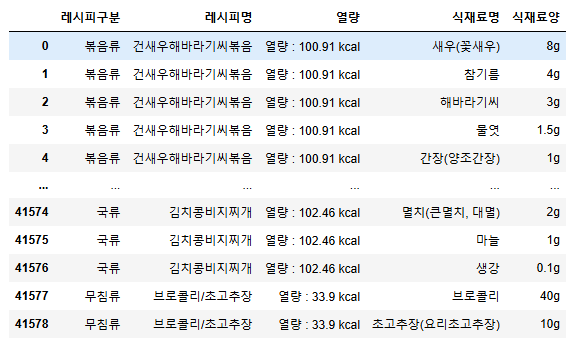 레시피구분 레시피명 열량 식재료명 식재료양
0 볶음류 건새우해바라기씨볶음 열량 : 100.91 kcal 새우(꽃새우) 8g
1 볶음류 건새우해바라기씨볶음 열량 : 100.91 kcal 참기름 4g
2 볶음류 건새우해바라기씨볶음 열량 : 100.91 kcal 해바라기씨 3g
3 볶음류 건새우해바라기씨볶음 열량 : 100.91 kcal 물엿 1.5g
4 볶음류 건새우해바라기씨볶음 열량 : 100.91 kcal 간장(양조간장) 1g
... ... ... ... ... ...
41574 국류 김치콩비지찌개 열량 : 102.46 kcal 멸치(큰멸치, 대멸) 2g
41575 국류 김치콩비지찌개 열량 : 102.46 kcal 마늘 1g
41576 국류 김치콩비지찌개 열량 : 102.46 kcal 생강 0.1g
41577 무침류 브로콜리/초고추장 열량 : 33.9 kcal 브로콜리 40g
41578 무침류 브로콜리/초고추장 열량 : 33.9 kcal 초고추장(요리초고추장) 10g